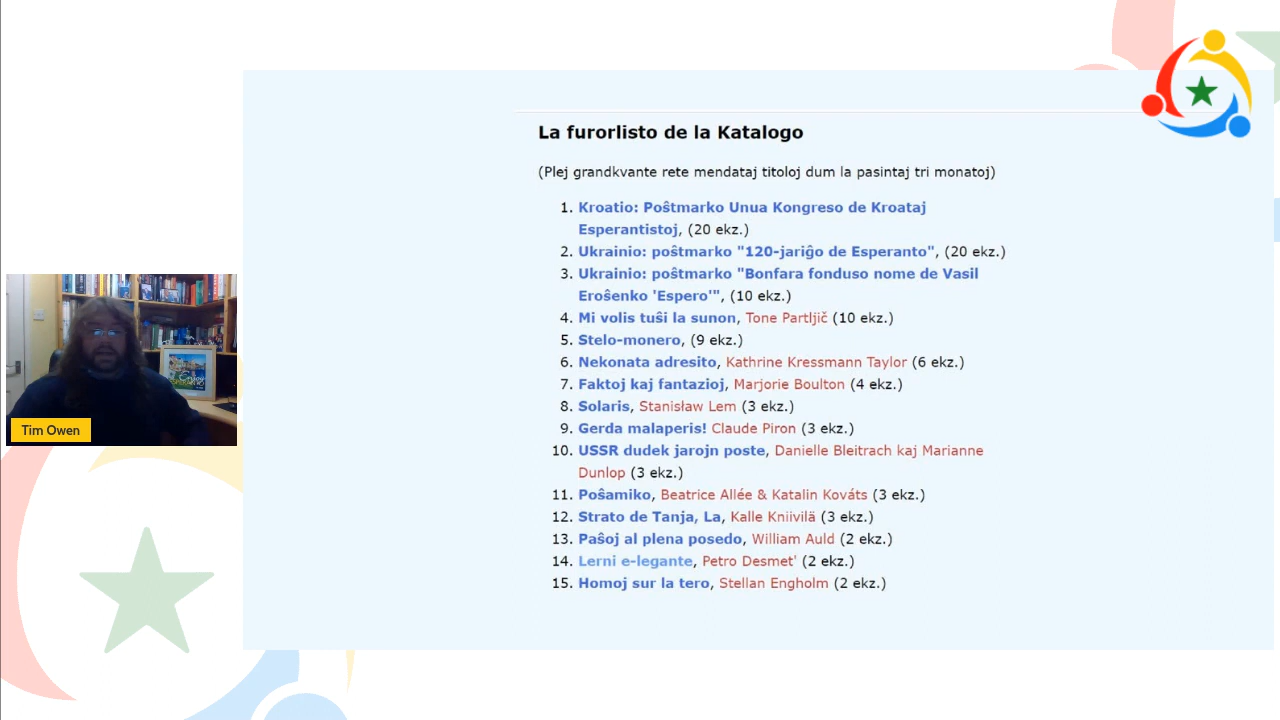 La furorlisto de la Katalogo
(Plej grandkvante rete mendataj titoloj dum la pasintaj tri monatoj)
1. Kroatio: Poŝtmarko Unua Kongreso de Kroataj
Esperantistoj, (20 ekz.)
2. Ukrainio: poŝtmarko "120-jariĝo de Esperanto", (20 ekz.)
3. Ukrainio: poŝtmarko "Bonfara fonduso nome de Vasil
Eroŝenko 'Espero'", (10 ekz.)
4. Mi volis tuŝi la sunon, Tone Partljič (10 ekz.)
5. Stelo-monero, (9 ekz.)
6. Nekonata adresito, Kathrine Kressmann Taylor (6 ekz.)
7. Faktoj kaj fantazioj, Marjorie Boulton (4 ekz.)
8. Solaris, Stanisław Lem (3 ekz.)
9. Gerda malaperis! Claude Piron (3 ekz.)
10. USSR dudek jarojn poste, Danielle Bleitrach kaj Marianne
Dunlop (3 ekz.)
11. Poŝamiko, Beatrice Allée & Katalin Kováts (3 ekz.)
12. Strato de Tanja, La, Kalle Kniivilä (3 ekz.)
13. Paŝoj al plena posedo, William Auld (2 ekz.)
14. Lerni e-legante, Petro Desmet' (2 ekz.)
15. Homoj sur la tero, Stellan Engholm (2 ekz.)
Tim Owen